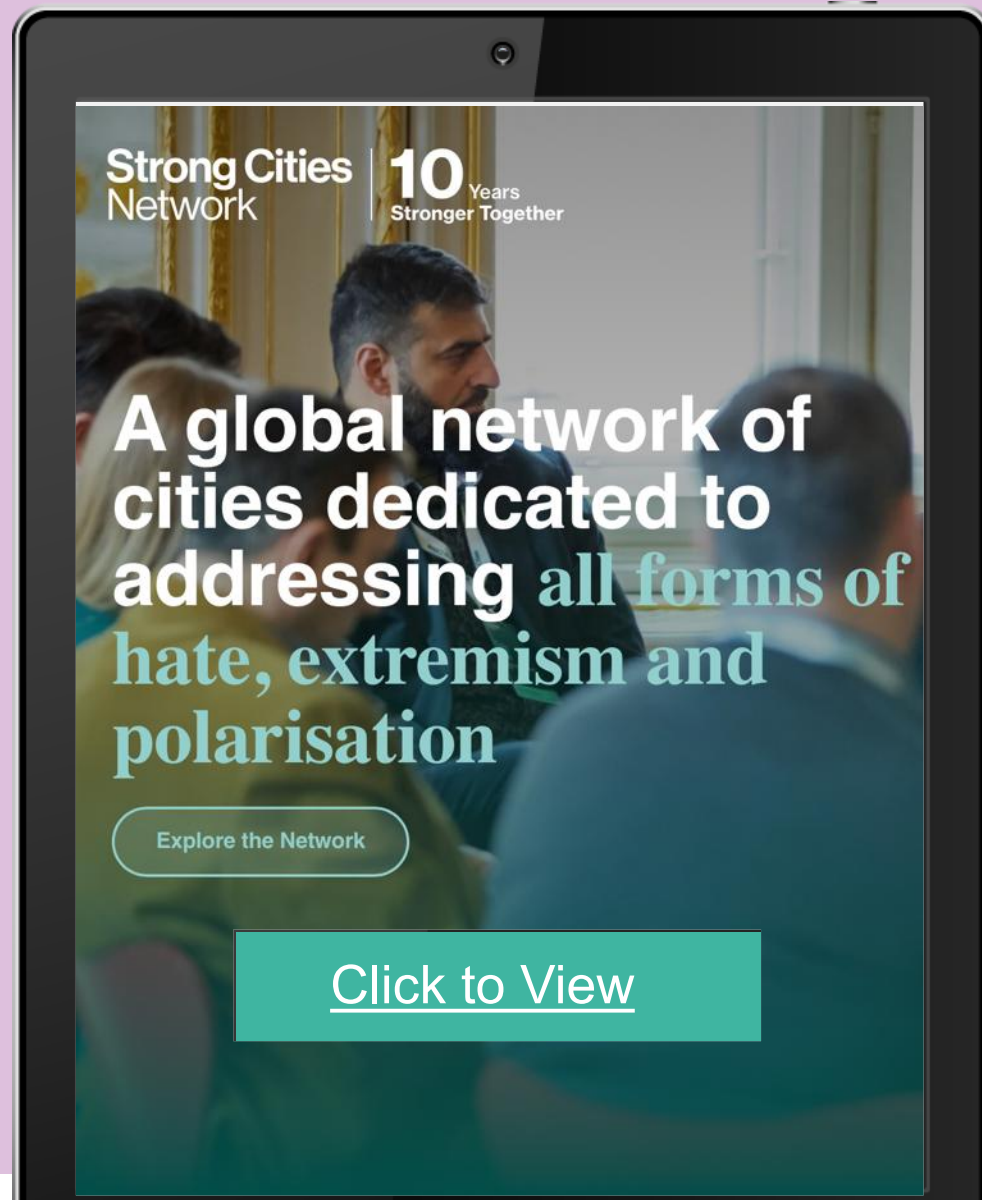 Strong Cities
Network
10 Years
Stronger Together
A global network of
cities dedicated to
addressing all forms of
hate, extremism and
polarisation
Explore the Network
Click to View